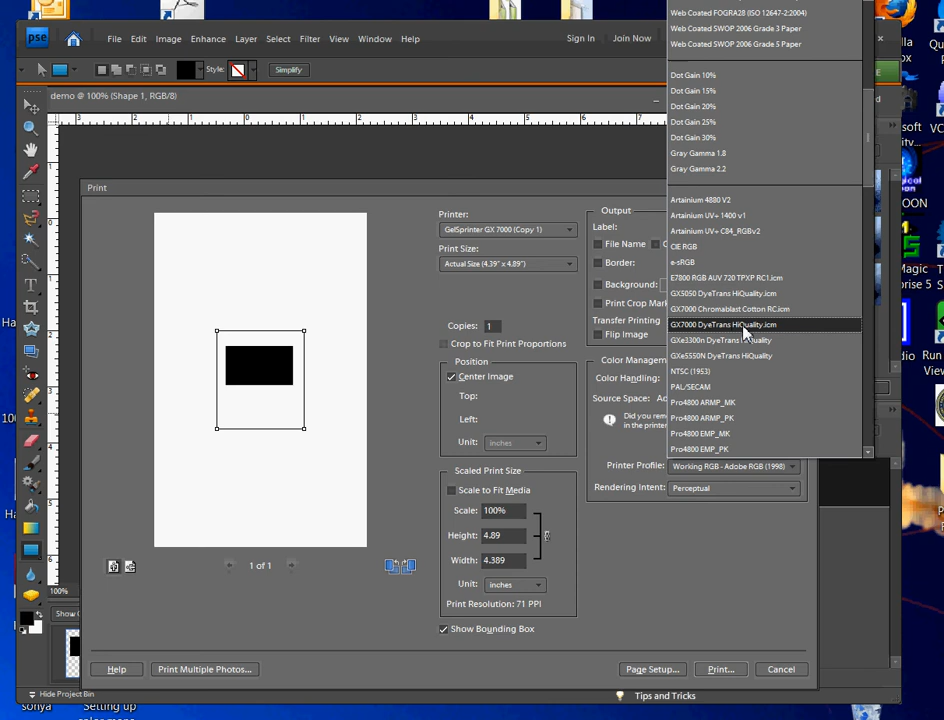 pse
File Edit Image Enhance Layer Select Filter View Window Help
Sign In Join Now
Style:
Simplify
demo @ 100% (Shape 1, RGB/8)
Print
Printer:
GelSprinter GX 7000 (Copy 1)
Print Size:
Actual Size (4.39" x 4.89")
Copies: 1
Crop to Fit Print Proportions
Position
Center Image
Top:
Left:
Unit: inches
Scaled Print Size
Scale to Fit Media
Scale: 100%
Height: 4.89
Width: 4.389
Unit: inches
Print Resolution: 71 PPI
Show Bounding Box
1 of 1
Output
Label:
File Name
Border:
Background:
Print Crop Mark
Transfer Printing
Flip Image
Color Managem
Color Handling:
Source Space: Ad
Did you rem
in the printer
Printer Profile: Working RGB - Adobe RGB (1998)
Rendering Intent: Perceptual
Web Coated FOGRA28 (ISO 12647-2:2004)
Web Coated SWOP 2006 Grade 3 Paper
Web Coated SWOP 2006 Grade 5 Paper
Dot Gain 10%
Dot Gain 15%
Dot Gain 20%
Dot Gain 25%
Dot Gain 30%
Gray Gamma 1.8
Gray Gamma 2.2
Artainium 4880 V2
Artainium UV+ 1400 v1
Artainium UV+ C84_RGBv2
CIE RGB
e-sRGB
E7800 RGB AUV 720 TPXP RC1.icm
GX5050 DyeTrans HiQuality.icm
GX7000 Chromablast Cotton RC.icm
GX7000 DyeTrans HiQuality.icm
GXe3300n DyeTrans HiQuality
GXe5550N DyeTrans HiQuality
NTSC (1953)
PAL/SECAM
Pro4800 ARMP_MK
Pro4800 ARMP_PK
Pro4800 EMP_MK
Pro4800 EMP_PK
Help
Print Multiple Photos...
Page Setup...
Print...
Cancel
100%
Show
Hide Project Bin
Tips and Tricks
sonya
Setting up